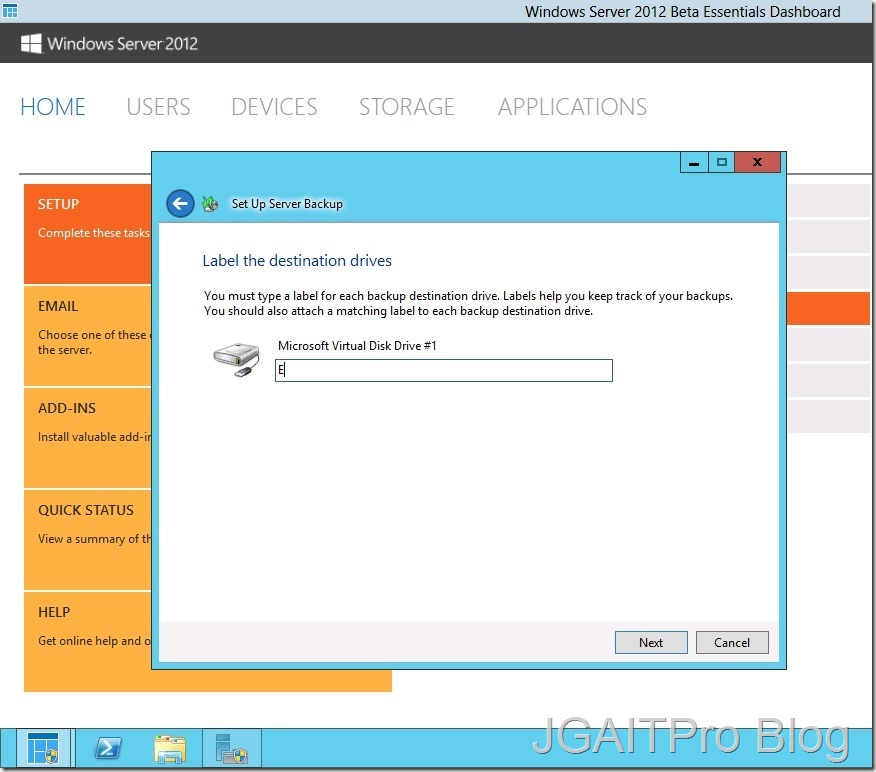 Windows Server 2012 Beta Essentials Dashboard
Windows Server 2012
HOME USERS DEVICES STORAGE APPLICATIONS
SETUP
Complete these tasks
EMAIL
Choose one of these
the server.
ADD-INS
Install valuable add-in
QUICK STATUS
View a summary of th
HELP
Get online help and o
Set Up Server Backup
Label the destination drives
You must type a label for each backup destination drive. Labels help you keep track of your backups.
You should also attach a matching label to each backup destination drive.
Microsoft Virtual Disk Drive #1
E
Next Cancel
JGAITPro Blog